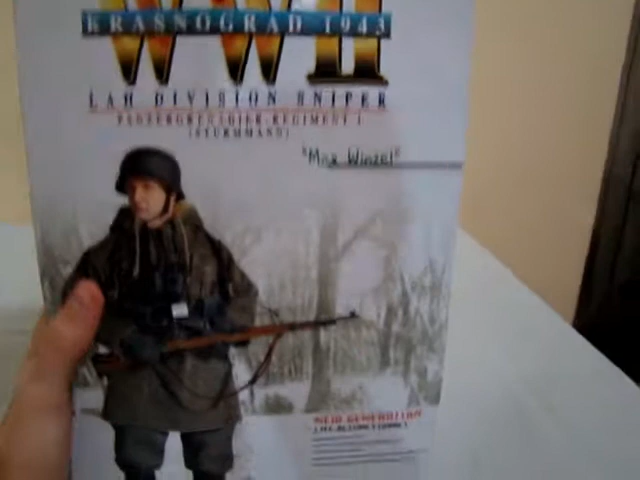 WWII
KRASNOGRAD 1943
LAH DIVISION SNIPER
PANZERGRENADIER-REGIMENT 1
(STURMMANN)
"Max Winzel"
NEW GENERATION